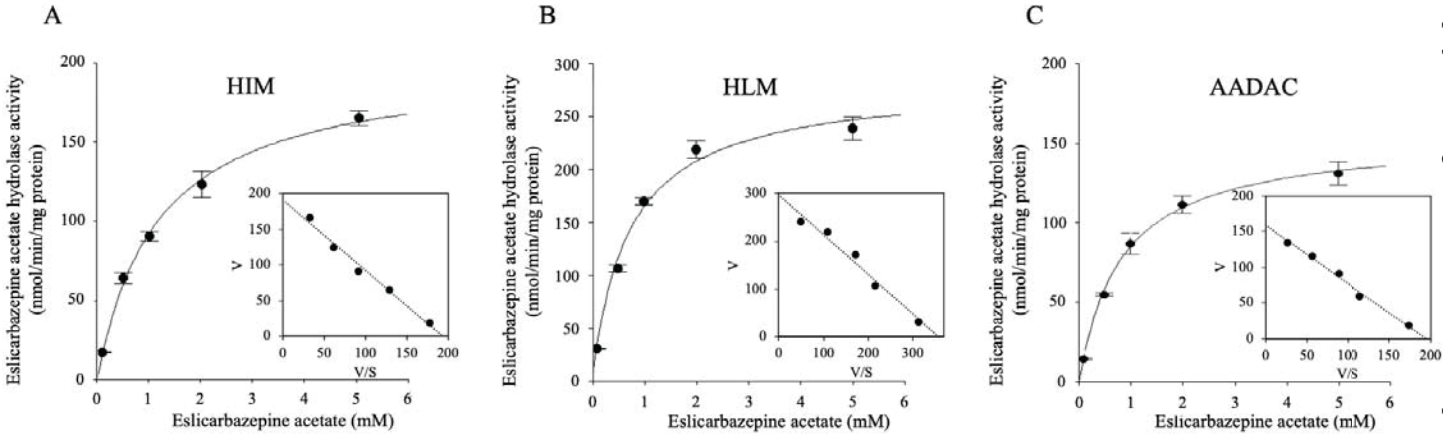 A
Eslicarbazepine acetate hydrolase activity
(nmol/min/mg protein)
200
150
100
50
0
HIM
200
150
100
50
0
V
0 50 100 150 200
V/S
0 1 2 3 4 5 6
Eslicarbazepine acetate (mM)
B
Eslicarbazepine acetate hydrolase activity
(nmol/min/mg protein)
300
250
200
150
100
50
0
HLM
300
200
100
0
V
0 100 200 300
V/S
0 1 2 3 4 5 6
Eslicarbazepine acetate (mM)
C
Eslicarbazepine acetate hydrolase activity
(nmol/min/mg protein)
200
150
100
50
0
AADAC
200
150
100
50
0
V
0 50 100 150 200
V/S
0 1 2 3 4 5 6
Eslicarbazepine acetate (mM)